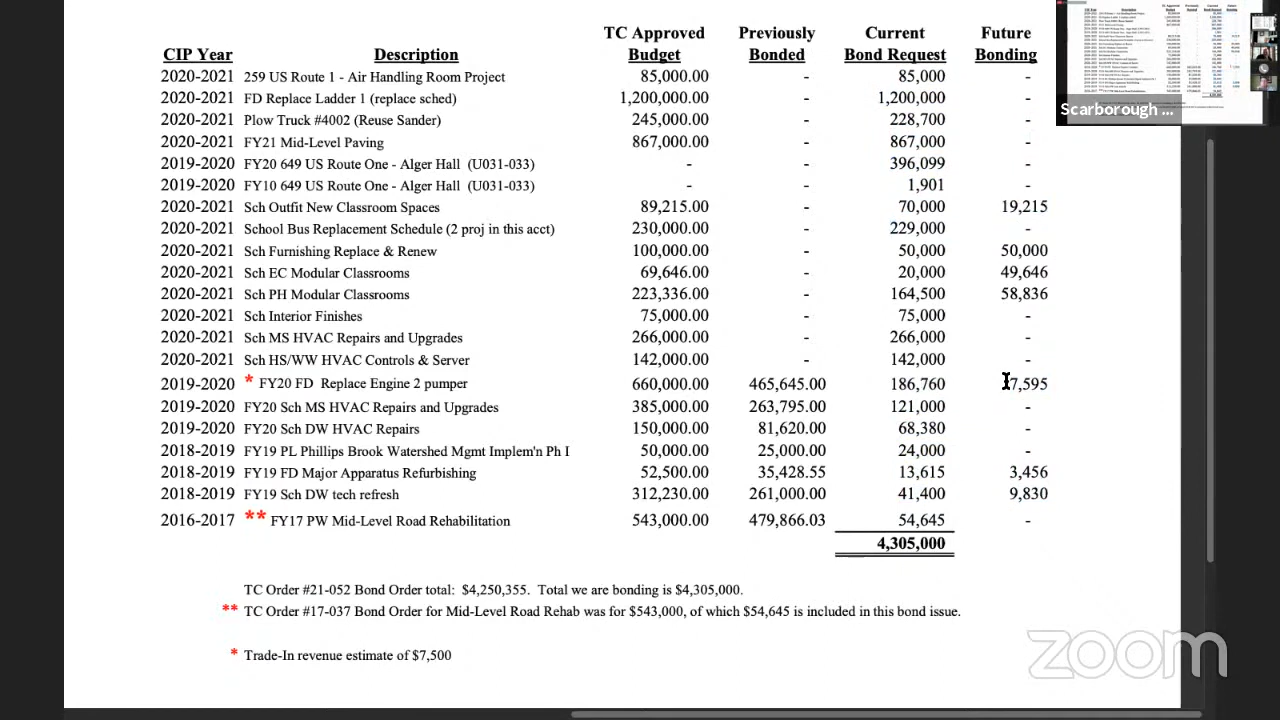 TC Approved Previously Current Future
CIP Year Description Budget Bonded Bond Request Bonding
2020-2021 259 US Route 1 - Air Handling Room Project 85,000.00 - -
2020-2021 FD Replace Ladder 1 (replace sched) 1,200,000.00 - 1,200,000 -
2020-2021 Plow Truck #4002 (Reuse Sander) 245,000.00 - 228,700 -
2020-2021 FY21 Mid-Level Paving 867,000.00 - 867,000 -
2019-2020 FY20 649 US Route One - Alger Hall (U031-033) - - 396,099 -
2019-2020 FY10 649 US Route One - Alger Hall (U031-033) - - 1,901 -
2020-2021 Sch Outfit New Classroom Spaces 89,215.00 - 70,000 19,215
2020-2021 School Bus Replacement Schedule (2 proj in this acct) 230,000.00 - 229,000 -
2020-2021 Sch Furnishing Replace & Renew 100,000.00 - 50,000 50,000
2020-2021 Sch EC Modular Classrooms 69,646.00 - 20,000 49,646
2020-2021 Sch PH Modular Classrooms 223,336.00 - 164,500 58,836
2020-2021 Sch Interior Finishes 75,000.00 - 75,000 -
2020-2021 Sch MS HVAC Repairs and Upgrades 266,000.00 - 266,000 -
2020-2021 Sch HS/WW HVAC Controls & Server 142,000.00 - 142,000 -
2019-2020 * FY20 FD Replace Engine 2 pumper 660,000.00 465,645.00 186,760 7,595
2019-2020 FY20 Sch MS HVAC Repairs and Upgrades 385,000.00 263,795.00 121,000 -
2019-2020 FY20 Sch DW HVAC Repairs 150,000.00 81,620.00 68,380 -
2018-2019 FY19 PL Phillips Brook Watershed Mgmt Implem'n Ph I 50,000.00 25,000.00 24,000 -
2018-2019 FY19 FD Major Apparatus Refurbishing 52,500.00 35,428.55 13,615 3,456
2018-2019 FY19 Sch DW tech refresh 312,230.00 261,000.00 41,400 9,830
2016-2017 ** FY17 PW Mid-Level Road Rehabilitation 543,000.00 479,866.03 54,645 -
4,305,000
TC Order #21-052 Bond Order total: $4,250,355. Total we are bonding is $4,305,000.
** TC Order #17-037 Bond Order for Mid-Level Road Rehab was for $543,000, of which $54,645 is included in this bond issue.
* Trade-In revenue estimate of $7,500
Scarborough ...
zoom